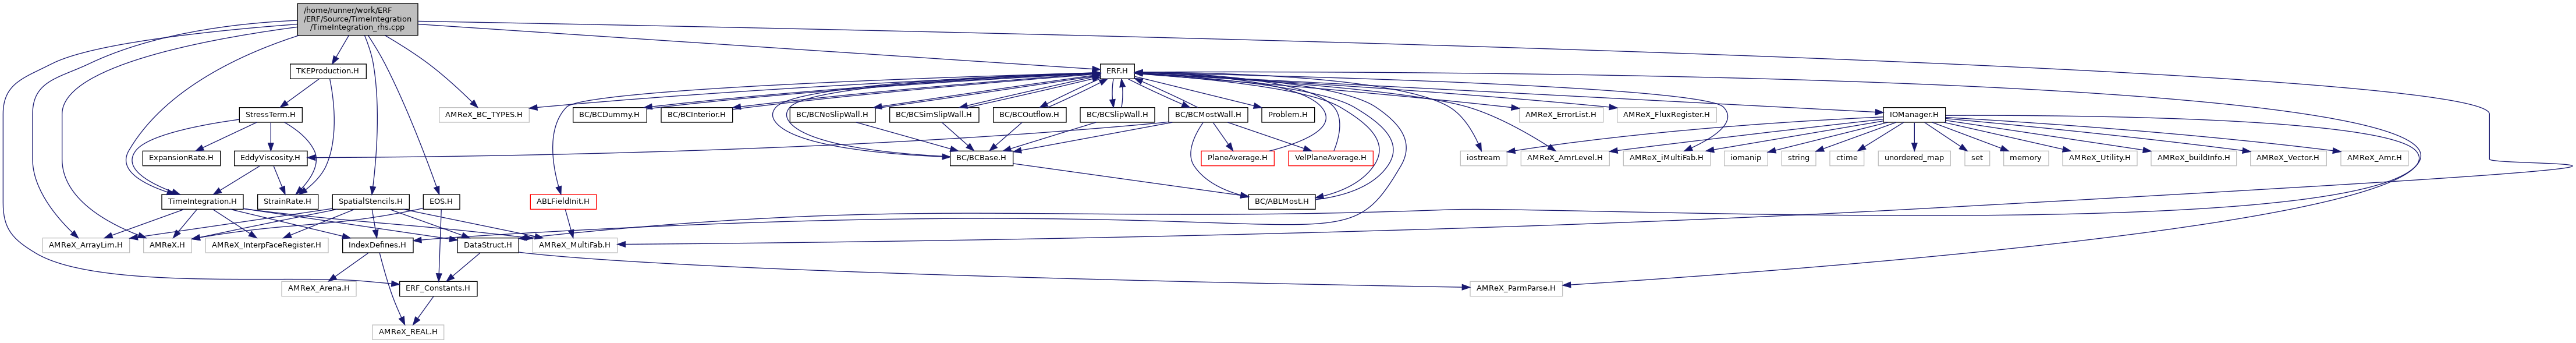 /home/runner/work/ERF
/ERF/Source/TimeIntegration
/TimeIntegration_rhs.cpp
TKEProduction.H
ERF.H
StressTerm.H
AMReX_BC_TYPES.H
BC/BCDummy.H
BC/BCInterior.H
BC/BCNoSlipWall.H
BC/BCSimSlipWall.H
BC/BCOutflow.H
BC/BCSlipWall.H
BC/BCMostWall.H
Problem.H
AMReX_ErrorList.H
AMReX_FluxRegister.H
IOManager.H
ExpansionRate.H
EddyViscosity.H
BC/BCBase.H
PlaneAverage.H
VelPlaneAverage.H
iostream
AMReX_AmrLevel.H
AMReX_iMultiFab.H
iomanip
string
ctime
unordered_map
set
memory
AMReX_Utility.H
AMReX_buildInfo.H
AMReX_Vector.H
AMReX_Amr.H
TimeIntegration.H
StrainRate.H
SpatialStencils.H
EOS.H
ABLFieldInit.H
BC/ABLMost.H
AMReX_ArrayLim.H
AMReX.H
AMReX_InterpFaceRegister.H
IndexDefines.H
DataStruct.H
AMReX_MultiFab.H
AMReX_Arena.H
ERF_Constants.H
AMReX_ParmParse.H
AMReX_REAL.H